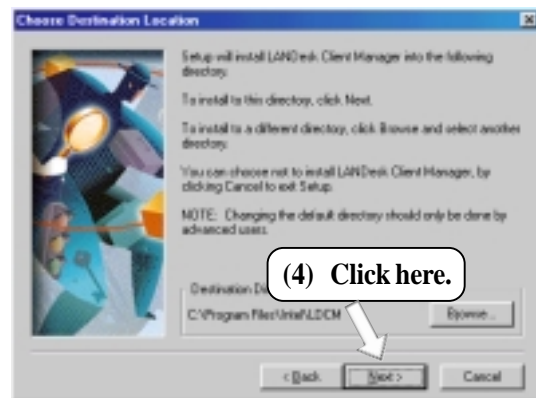 Choose Destination Location
Setup will install LANDesk Client Manager into the following
directory.
To install to this directory, click Next.
To install to a different directory, click Browse and select another
directory.
You can choose not to install LANDesk Client Manager, by
clicking Cancel to exit Setup.
NOTE: Changing the default directory should only be done by
advanced users.
(4) Click here.
Destination
C:\Program Files\Intel\LDCM
Browse...
< Back
Next >
Cancel